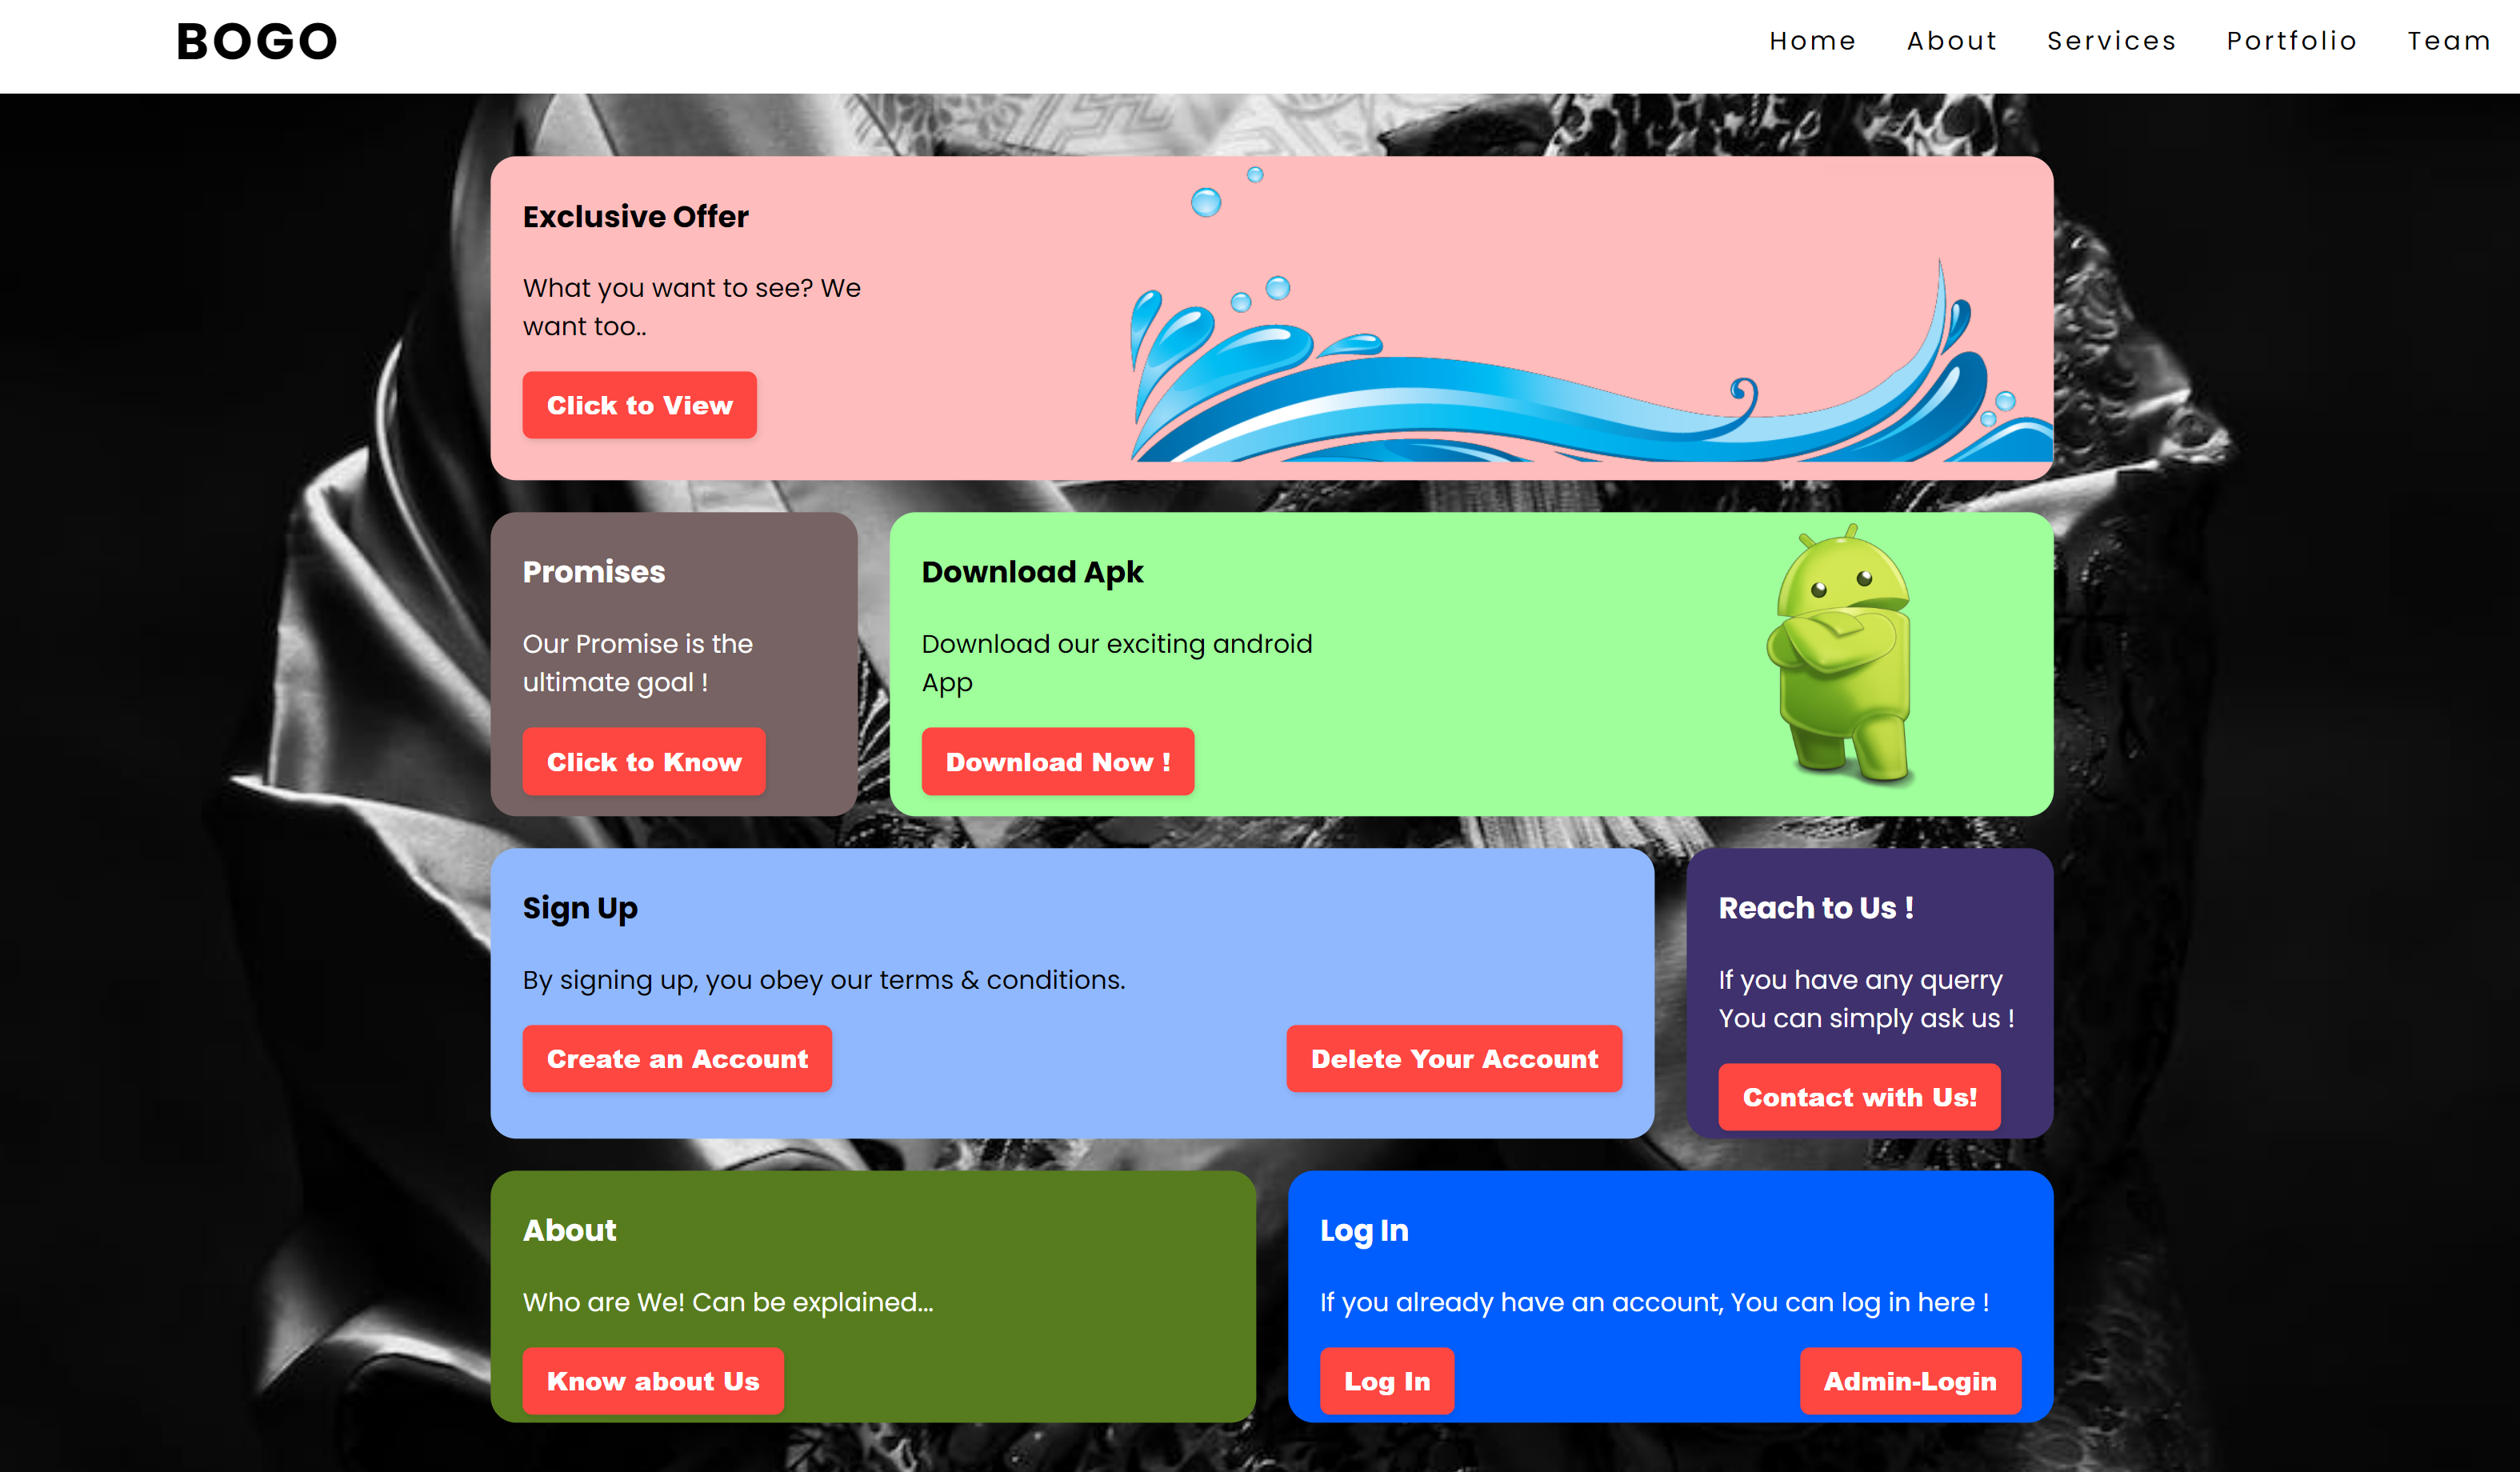 BOGO
Home About Services Portfolio Team
Exclusive Offer
What you want to see? We
want too..
Click to View
Promises
Our Promise is the
ultimate goal !
Click to Know
Download Apk
Download our exciting android
App
Download Now !
Sign Up
By signing up, you obey our terms & conditions.
Create an Account
Delete Your Account
Reach to Us !
If you have any querry
You can simply ask us !
Contact with Us!
About
Who are We! Can be explained...
Know about Us
Log In
If you already have an account, You can log in here !
Log In
Admin-Login